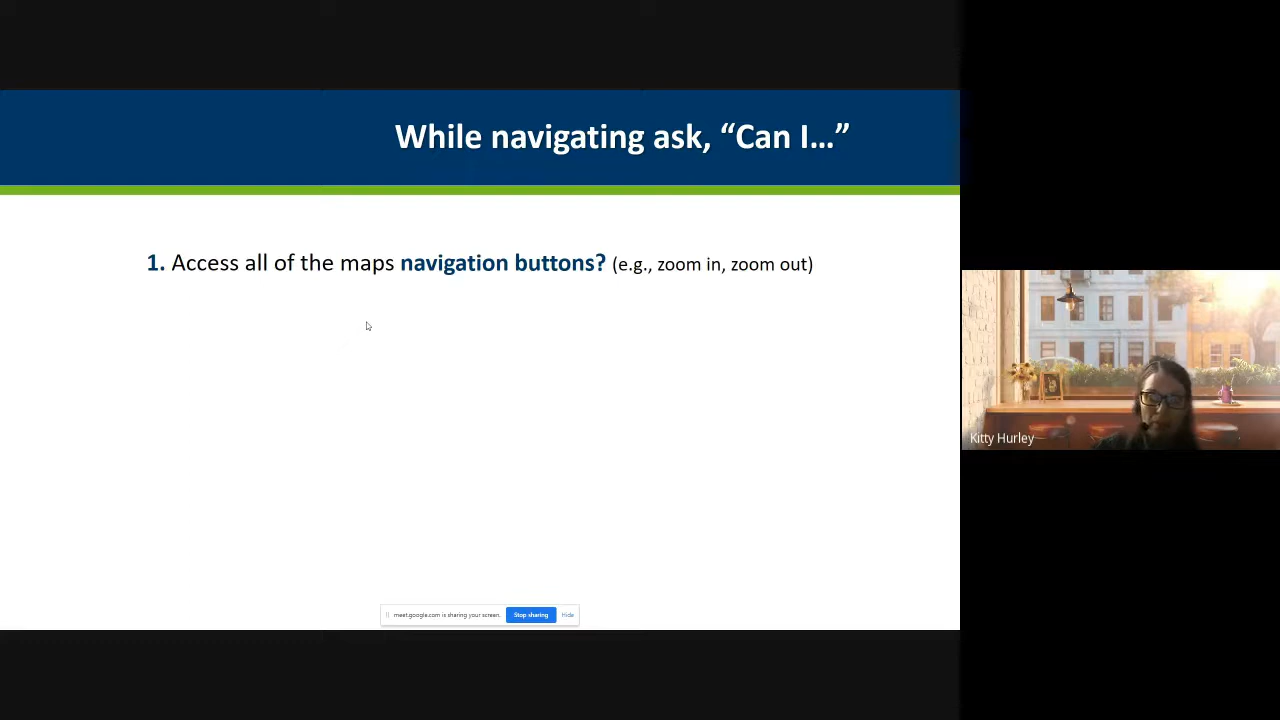 While navigating ask, “Can I…”
1. Access all of the maps navigation buttons? (e.g., zoom in, zoom out)
Kitty Hurley
meet.google.com is sharing your screen. Stop sharing Hide